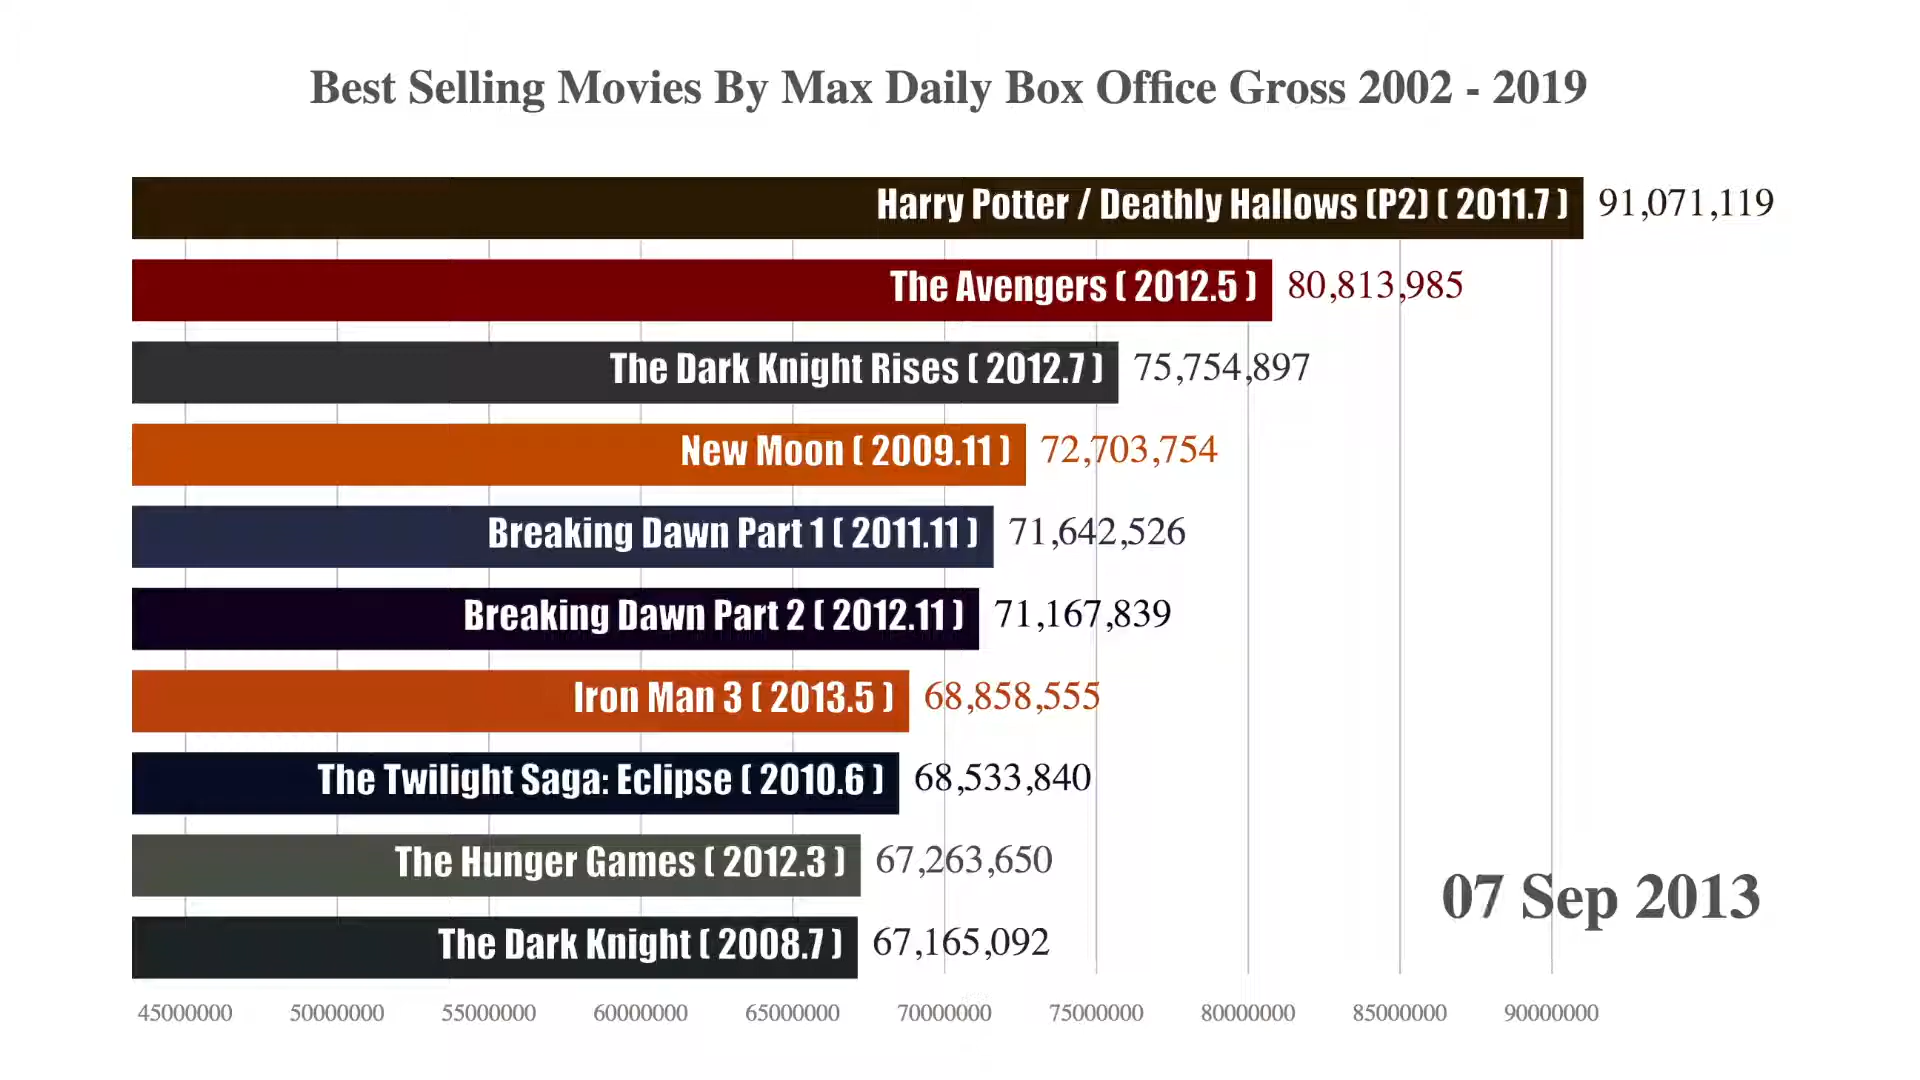 Best Selling Movies By Max Daily Box Office Gross 2002 - 2019
Harry Potter / Deathly Hallows (P2) ( 2011.7 ) 91,071,119
The Avengers ( 2012.5 ) 80,813,985
The Dark Knight Rises ( 2012.7 ) 75,754,897
New Moon ( 2009.11 ) 72,703,754
Breaking Dawn Part 1 ( 2011.11 ) 71,642,526
Breaking Dawn Part 2 ( 2012.11 ) 71,167,839
Iron Man 3 ( 2013.5 ) 68,858,555
The Twilight Saga: Eclipse ( 2010.6 ) 68,533,840
The Hunger Games ( 2012.3 ) 67,263,650
07 Sep 2013
The Dark Knight ( 2008.7 ) 67,165,092
45000000 50000000 55000000 60000000 65000000 70000000 75000000 80000000 85000000 90000000